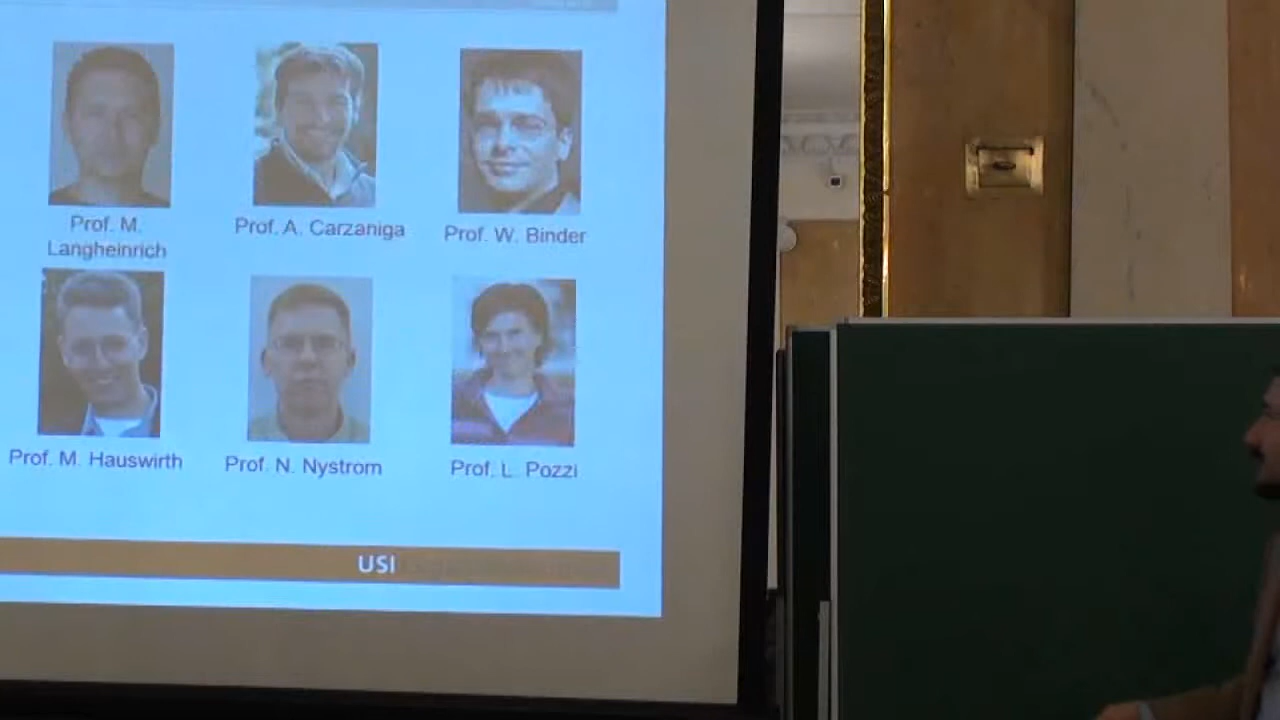 Prof. M.
Langheinrich
Prof. A. Carzaniga
Prof. W. Binder
Prof. M. Hauswirth
Prof. N. Nystrom
Prof. L. Pozzi
USI